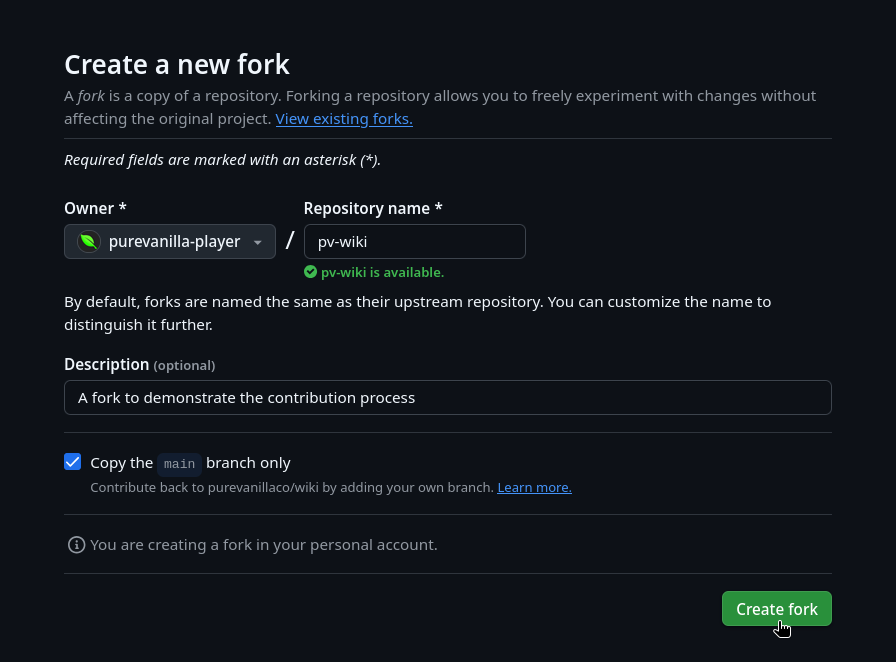 Create a new fork
A fork is a copy of a repository. Forking a repository allows you to freely experiment with changes without
affecting the original project. View existing forks.
Required fields are marked with an asterisk (*).
Owner *
Repository name *
purevanilla-player
/
pv-wiki
pv-wiki is available.
By default, forks are named the same as their upstream repository. You can customize the name to
distinguish it further.
Description (optional)
A fork to demonstrate the contribution process
Copy the main branch only
Contribute back to purevanillaco/wiki by adding your own branch. Learn more.
You are creating a fork in your personal account.
Create fork